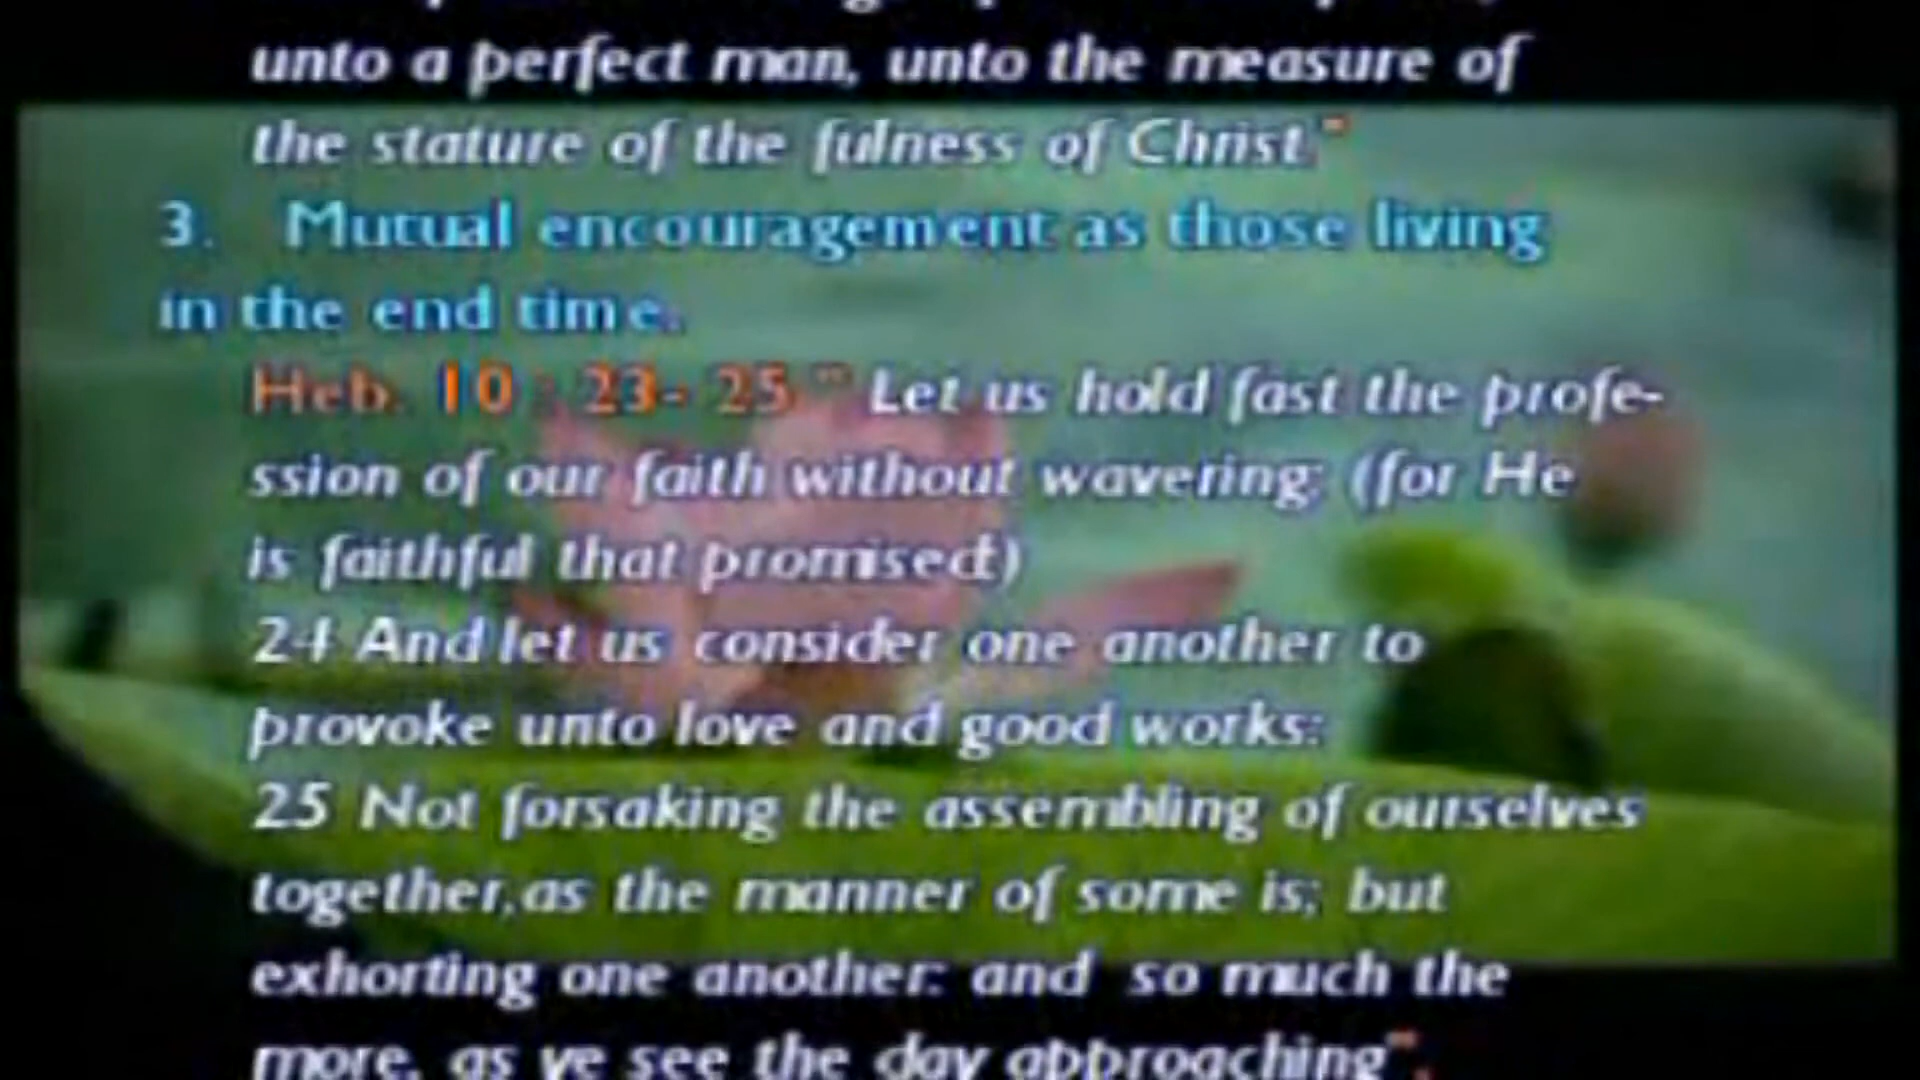 unto a perfect man, unto the measure of
the stature of the fulness of Christ."
3. Mutual encouragement as those living
in the end time.
Heb. 10 : 23- 25 " Let us hold fast the profe-
ssion of our faith without wavering; (for He
is faithful that promised;)
24 And let us consider one another to
provoke unto love and good works:
25 Not forsaking the assembling of ourselves
together,as the manner of some is; but
exhorting one another: and so much the
more, as ye see the day approaching".